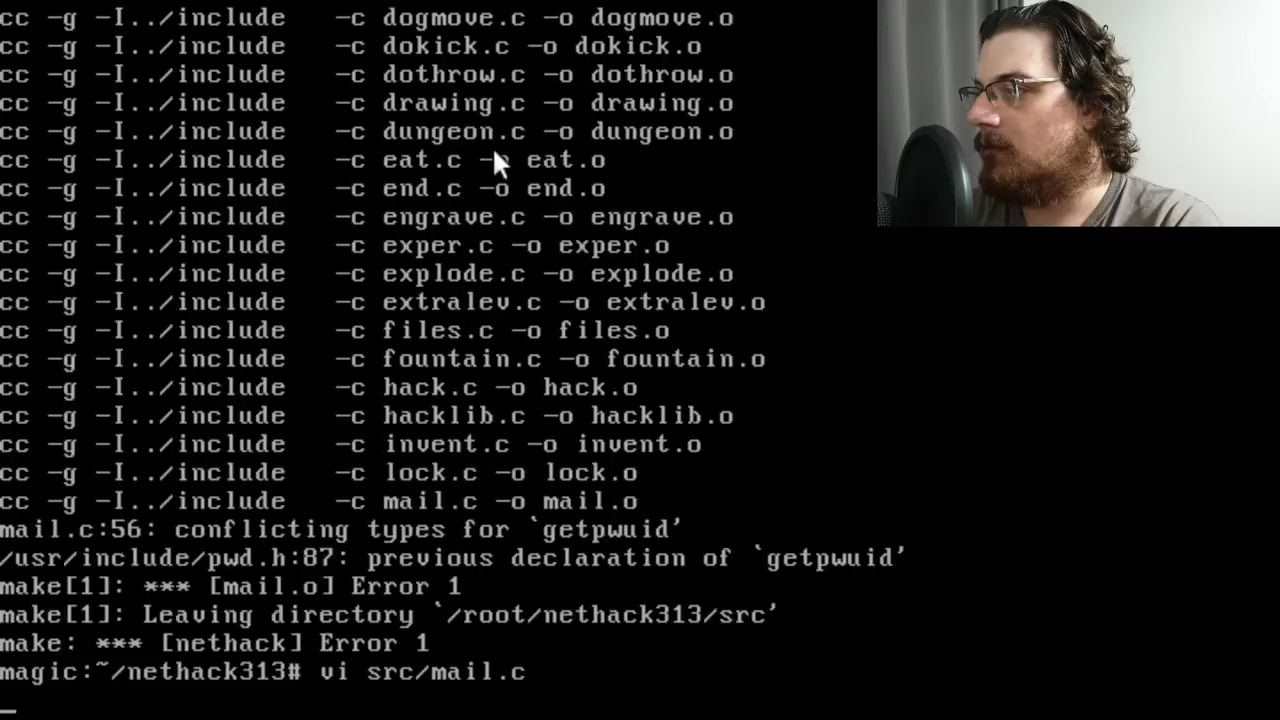 cc -g -I../include   -c dogmove.c -o dogmove.o
cc -g -I../include   -c dokick.c -o dokick.o
cc -g -I../include   -c dothrow.c -o dothrow.o
cc -g -I../include   -c drawing.c -o drawing.o
cc -g -I../include   -c dungeon.c -o dungeon.o
cc -g -I../include   -c eat.c -o eat.o
cc -g -I../include   -c end.c -o end.o
cc -g -I../include   -c engrave.c -o engrave.o
cc -g -I../include   -c exper.c -o exper.o
cc -g -I../include   -c explode.c -o explode.o
cc -g -I../include   -c extralev.c -o extralev.o
cc -g -I../include   -c files.c -o files.o
cc -g -I../include   -c fountain.c -o fountain.o
cc -g -I../include   -c hack.c -o hack.o
cc -g -I../include   -c hacklib.c -o hacklib.o
cc -g -I../include   -c invent.c -o invent.o
cc -g -I../include   -c lock.c -o lock.o
cc -g -I../include   -c mail.c -o mail.o
mail.c:56: conflicting types for `getpwuid'
/usr/include/pwd.h:87: previous declaration of `getpwuid'
make[1]: *** [mail.o] Error 1
make[1]: Leaving directory `/root/nethack313/src'
make: *** [nethack] Error 1
magic:~/nethack313# vi src/mail.c